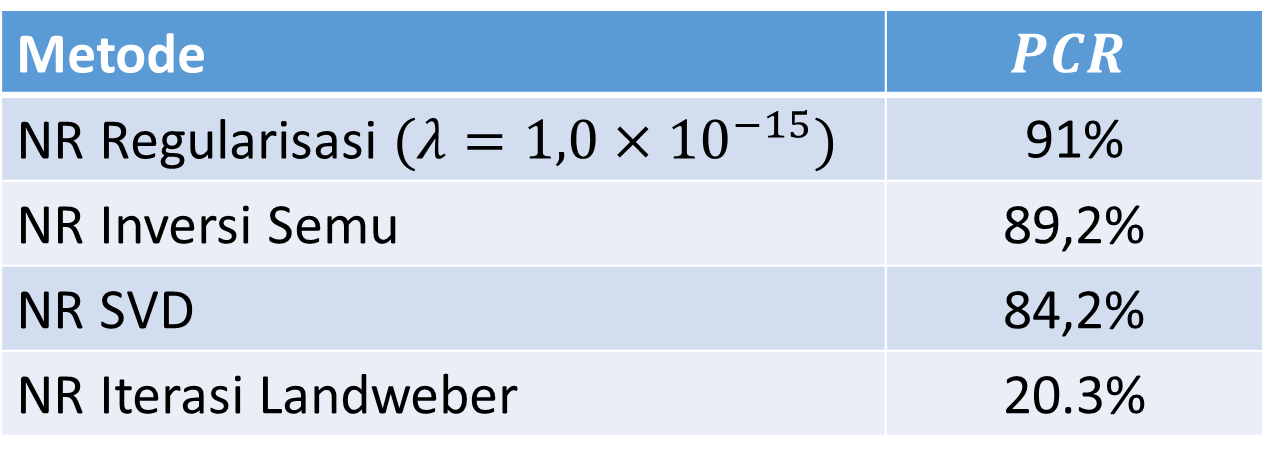 Metode PCR
NR Regularisasi (λ = 1,0 × 10⁻¹⁵) 91%
NR Inversi Semu 89,2%
NR SVD 84,2%
NR Iterasi Landweber 20.3%